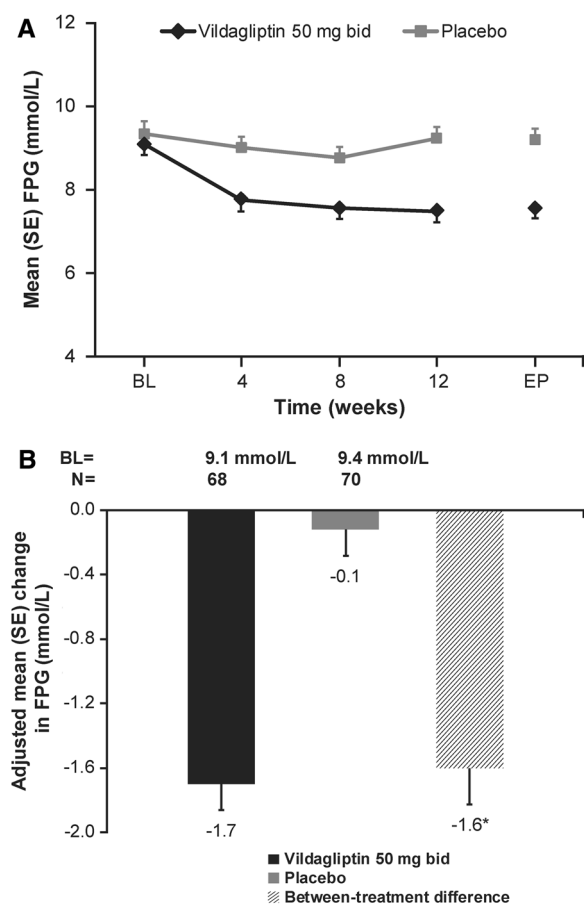 A
Vildagliptin 50 mg bid
Placebo
Mean (SE) FPG (mmol/L)
12
10
8
6
4
BL
4
8
12
EP
Time (weeks)
B
BL=
9.1 mmol/L
9.4 mmol/L
N=
68
70
Adjusted mean (SE) change
in FPG (mmol/L)
0.0
-0.4
-0.8
-1.2
-1.6
-2.0
-0.1
-1.7
-1.6*
Vildagliptin 50 mg bid
Placebo
Between-treatment difference